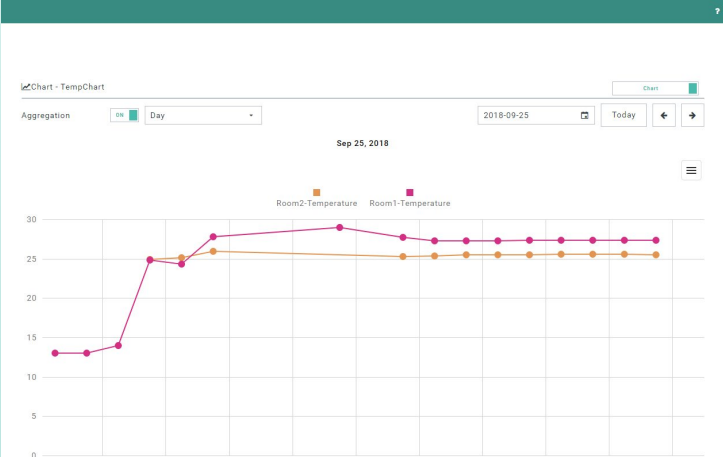 ?
Chart - TempChart
Chart
Aggregation
ON
Day
2018-09-25
Today
Sep 25, 2018
Room2-Temperature
Room1-Temperature
30
25
20
15
10
5
0